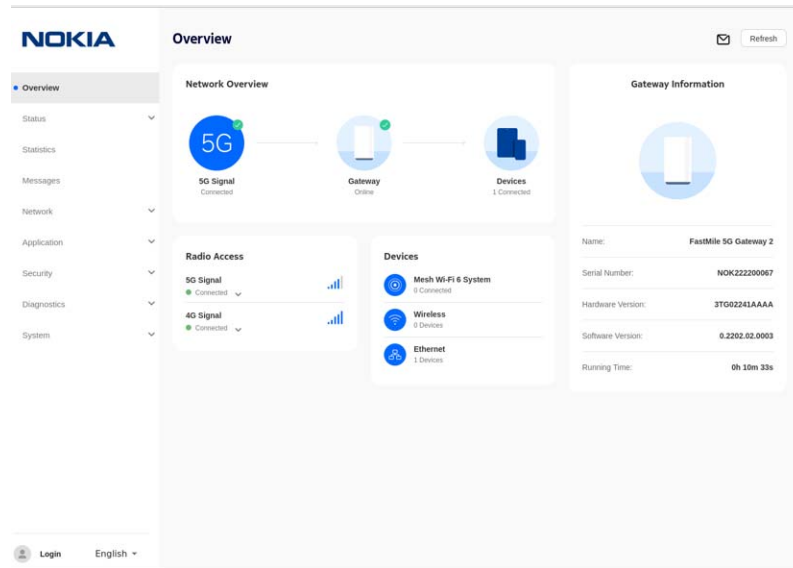 NOKIA
Overview
Status
Statistics
Messages
Network
Application
Security
Diagnostics
System
Login English
Overview
Refresh
Network Overview
5G
5G Signal
Connected
Gateway
Online
Devices
1 Connected
Radio Access
5G Signal
Connected
4G Signal
Connected
Devices
Mesh Wi-Fi 6 System
0 Connected
Wireless
0 Devices
Ethernet
1 Devices
Gateway Information
Name: FastMile 5G Gateway 2
Serial Number: NOK222200067
Hardware Version: 3TG02241AAAA
Software Version: 0.2202.02.0003
Running Time: 0h 10m 33s